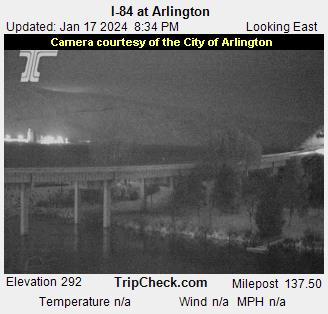 I-84 at Arlington
Updated: Jan 17 2024 8:34 PM Looking East
Camera courtesy of the City of Arlington
Elevation 292 TripCheck.com Milepost 137.50
Temperature n/a Wind n/a MPH n/a